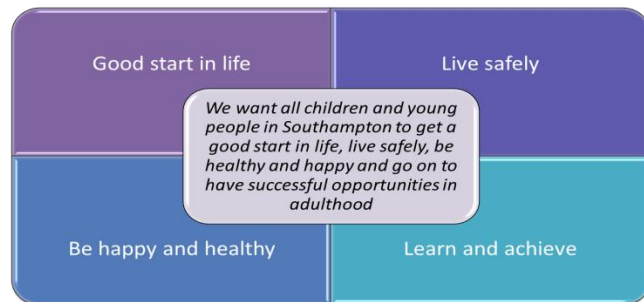 Good start in life
Live safely
We want all children and young
people in Southampton to get a
good start in life, live safely, be
healthy and happy and go on to
have successful opportunities in
adulthood
Be happy and healthy
Learn and achieve